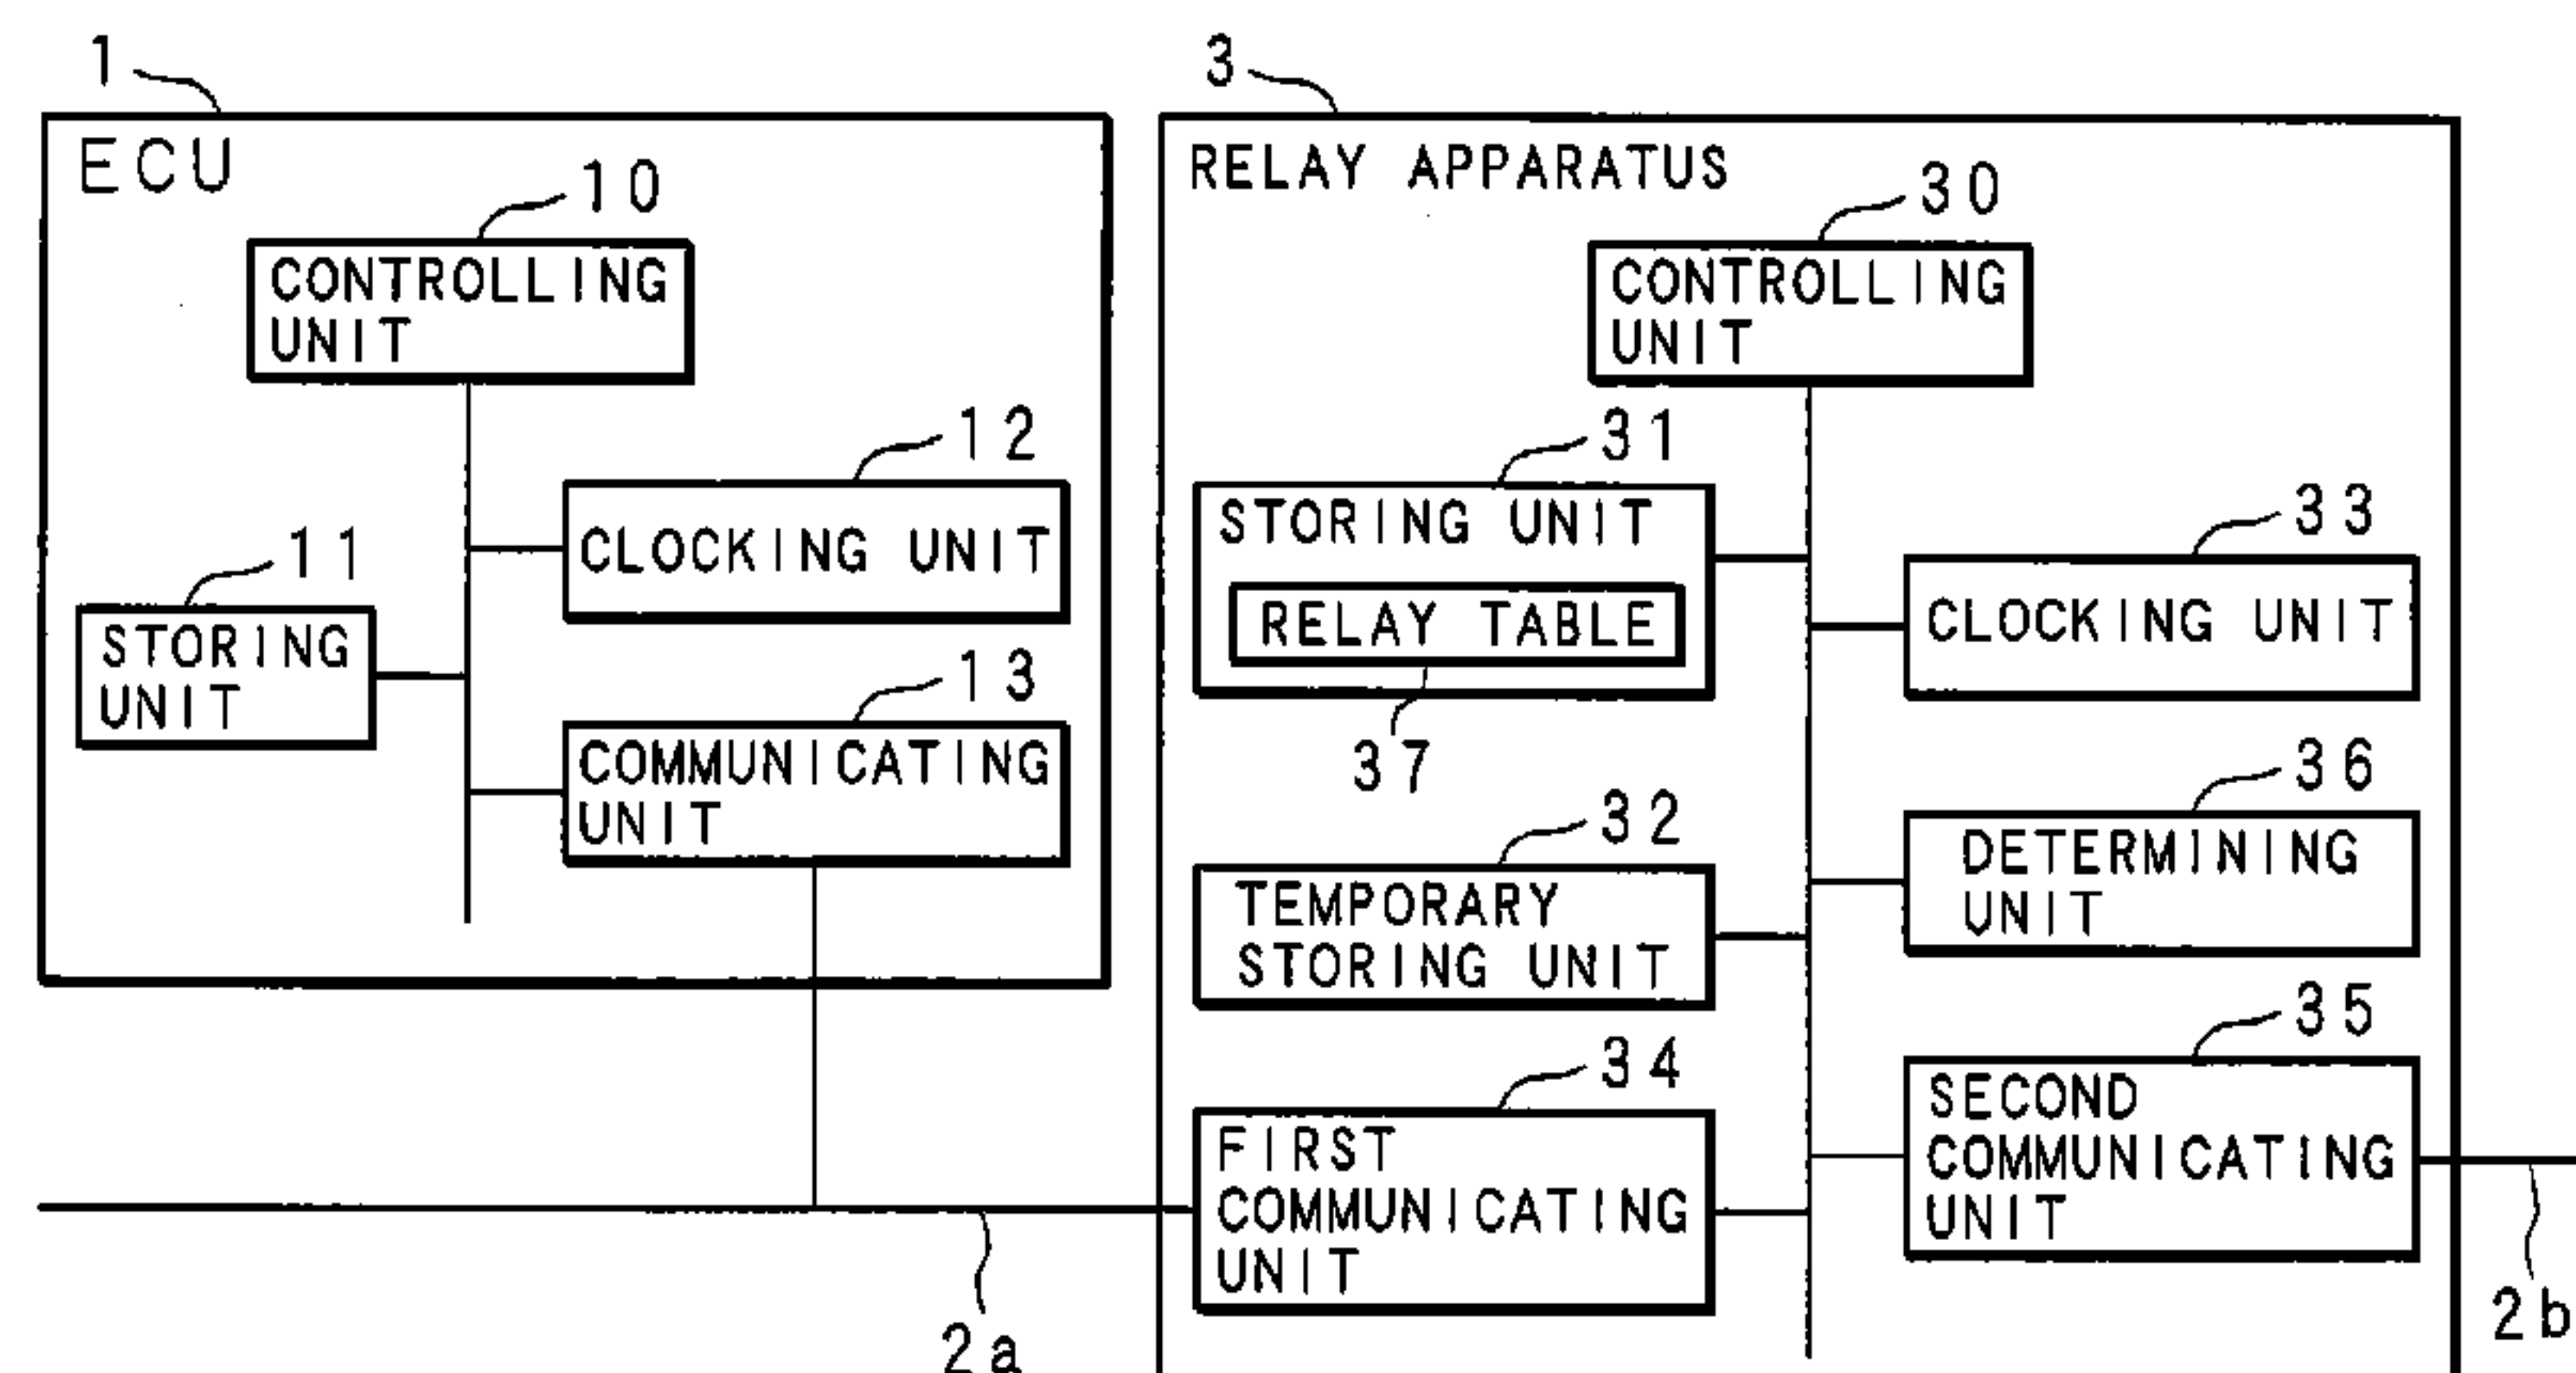 1
ECU
10
CONTROLLING
UNIT
12
CLOCKING UNIT
11
STORING
UNIT
13
COMMUNICATING
UNIT
2a
3
RELAY APPARATUS
30
CONTROLLING
UNIT
31
STORING UNIT
RELAY TABLE
37
33
CLOCKING UNIT
32
TEMPORARY
STORING UNIT
36
DETERMINING
UNIT
34
FIRST
COMMUNICATING
UNIT
35
SECOND
COMMUNICATING
UNIT
2b